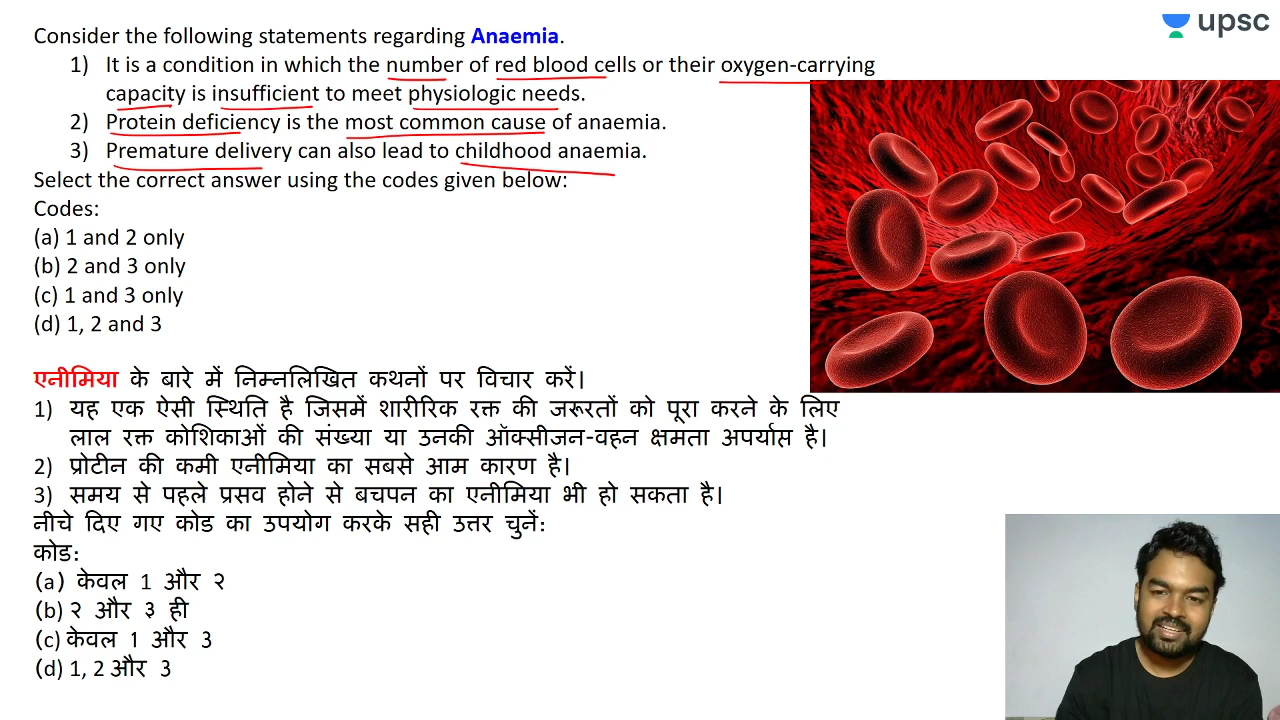 upsc
Consider the following statements regarding Anaemia.
1) It is a condition in which the number of red blood cells or their oxygen-carrying
capacity is insufficient to meet physiologic needs.
2) Protein deficiency is the most common cause of anaemia.
3) Premature delivery can also lead to childhood anaemia.
Select the correct answer using the codes given below:
Codes:
(a) 1 and 2 only
(b) 2 and 3 only
(c) 1 and 3 only
(d) 1, 2 and 3
एनीमिया के बारे में निम्नलिखित कथनों पर विचार करें।
1) यह एक ऐसी स्थिति है जिसमें शारीरिक रक्त की जरूरतों को पूरा करने के लिए
लाल रक्त कोशिकाओं की संख्या या उनकी ऑक्सीजन-वहन क्षमता अपर्याप्त है।
2) प्रोटीन की कमी एनीमिया का सबसे आम कारण है।
3) समय से पहले प्रसव होने से बचपन का एनीमिया भी हो सकता है।
नीचे दिए गए कोड का उपयोग करके सही उत्तर चुनें:
कोड:
(a) केवल 1 और २
(b) २ और ३ ही
(c) केवल 1 और 3
(d) 1, 2 और 3